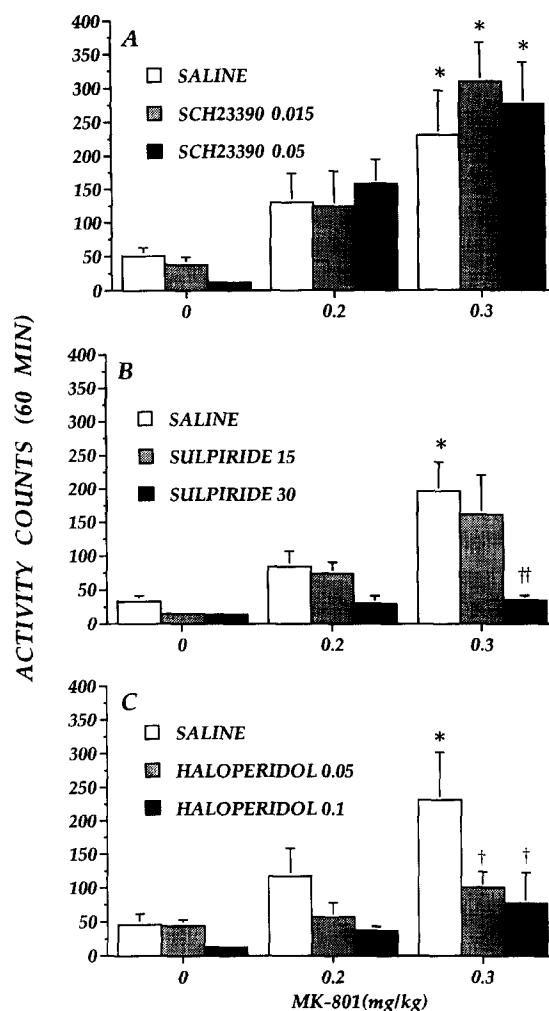 ACTIVITY COUNTS (60 MIN)
A
400
350
300
250
200
150
100
50
0
SALINE
SCH23390 0.015
SCH23390 0.05
* * *
0 0.2 0.3
B
400
350
300
250
200
150
100
50
0
SALINE
SULPIRIDE 15
SULPIRIDE 30
*
††
0 0.2 0.3
C
400
350
300
250
200
150
100
50
0
SALINE
HALOPERIDOL 0.05
HALOPERIDOL 0.1
*
† †
0 0.2 0.3
MK-801(mg/kg)